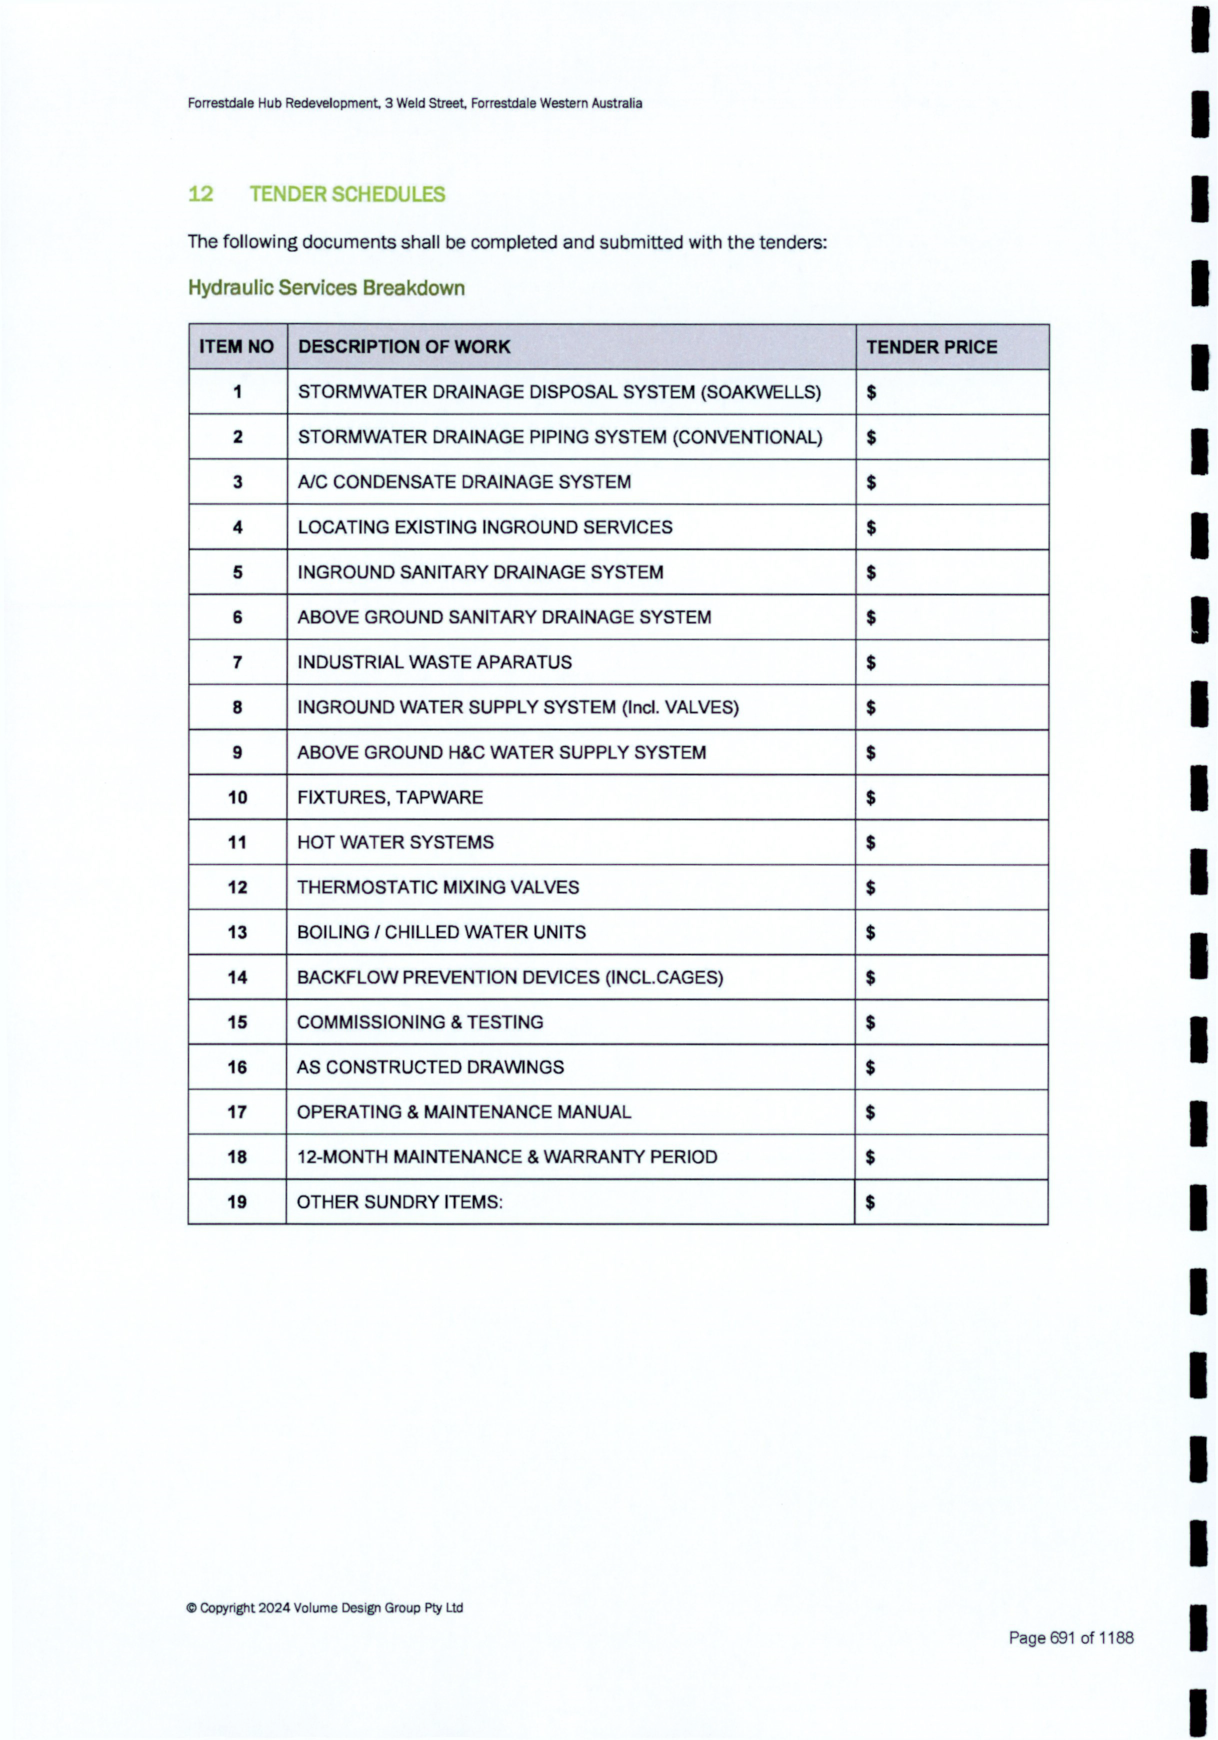 Forrestdale Hub Redevelopment, 3 Weld Street, Forrestdale Western Australia
12 TENDER SCHEDULES
The following documents shall be completed and submitted with the tenders:
Hydraulic Services Breakdown
ITEM NO DESCRIPTION OF WORK TENDER PRICE
1 STORMWATER DRAINAGE DISPOSAL SYSTEM (SOAKWELLS) $
2 STORMWATER DRAINAGE PIPING SYSTEM (CONVENTIONAL) $
3 A/C CONDENSATE DRAINAGE SYSTEM $
4 LOCATING EXISTING INGROUND SERVICES $
5 INGROUND SANITARY DRAINAGE SYSTEM $
6 ABOVE GROUND SANITARY DRAINAGE SYSTEM $
7 INDUSTRIAL WASTE APARATUS $
8 INGROUND WATER SUPPLY SYSTEM (Incl. VALVES) $
9 ABOVE GROUND H&C WATER SUPPLY SYSTEM $
10 FIXTURES, TAPWARE $
11 HOT WATER SYSTEMS $
12 THERMOSTATIC MIXING VALVES $
13 BOILING / CHILLED WATER UNITS $
14 BACKFLOW PREVENTION DEVICES (INCL.CAGES) $
15 COMMISSIONING & TESTING $
16 AS CONSTRUCTED DRAWINGS $
17 OPERATING & MAINTENANCE MANUAL $
18 12-MONTH MAINTENANCE & WARRANTY PERIOD $
19 OTHER SUNDRY ITEMS: $
© Copyright 2024 Volume Design Group Pty Ltd
Page 691 of 1188